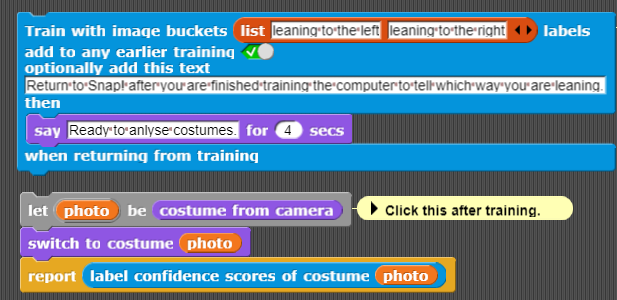 Train with image buckets list leaning to the left leaning to the right labels
add to any earlier training
optionally add this text
Return to Snap! after you are finished training the computer to tell which way you are leaning.
then
say Ready to anlyse costumes. for 4 secs
when returning from training
let photo be costume from camera
Click this after training.
switch to costume photo
report label confidence scores of costume photo